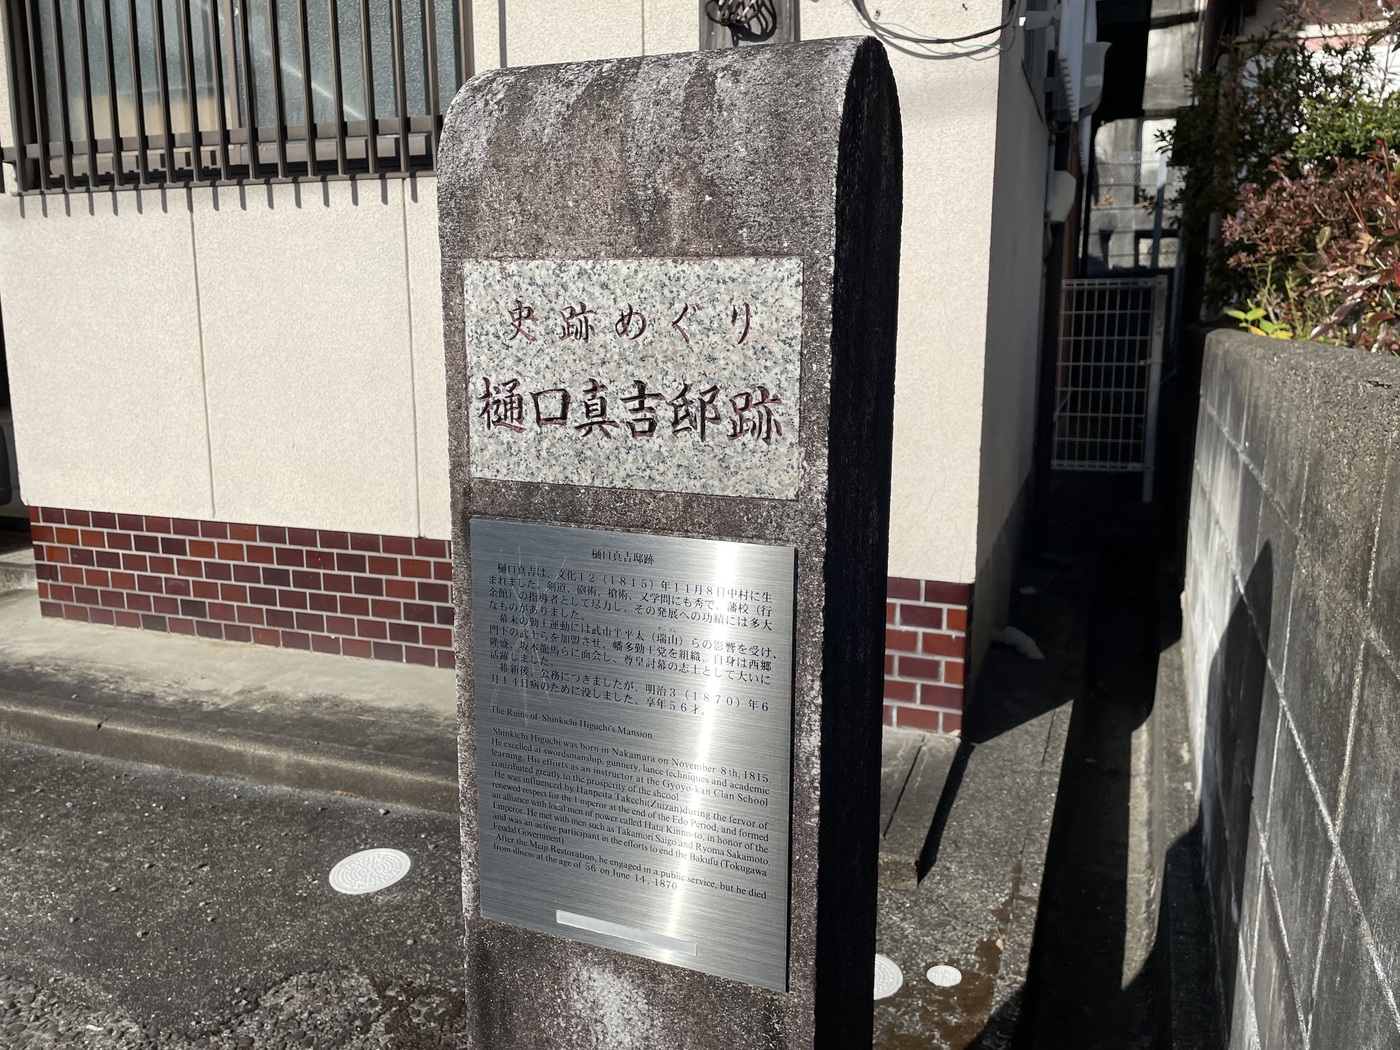 史跡めぐり
樋口真吉邸跡
樋口真吉邸跡
樋口真吉は、文化12（1815）年11月8日中村に生
まれました。剣道、砲術、槍術、又学問にも秀で、藩校（行
余館）の指導者として尽力し、その発展への功績には多大
なものがありました。
幕末の勤王運動には武市半平太（瑞山）らの影響を受け、
門下の武士らを加盟させ、幡多勤王党を組織、自身は西郷
隆盛、坂本龍馬らに面会し、尊皇討幕の志士として大いに
活躍しました。
維新後、公務につきましたが、明治3（1870）年6
月14日病のために没しました。享年56才。
The Ruins of Shinkichi Higuchi's Mansion
Shinkichi Higuchi was born in Nakamura on November 8th, 1815.
He excelled at swordsmanship, gunnery, lance techniques and academic
learning. His efforts as an instructor at the Gyoyo-kan Clan School
contributed greatly to the prosperity of the shcool.
He was influenced by Hanpeita Takechi(Zuizan)during the fervor of
renewed respect for the Emperor at the end of the Edo Period, and formed
an alliance with local men of power called Hata Kinno-to, in honor of the
Emperor. He met with men such as Takamori Saigo and Ryoma Sakamoto
and was an active participant in the efforts to end the Bakufu (Tokugawa
Feudal Government)
After the Meiji Restoration, he engaged in a public service, but he died
from illness at the age of 56 on June 14, 1870